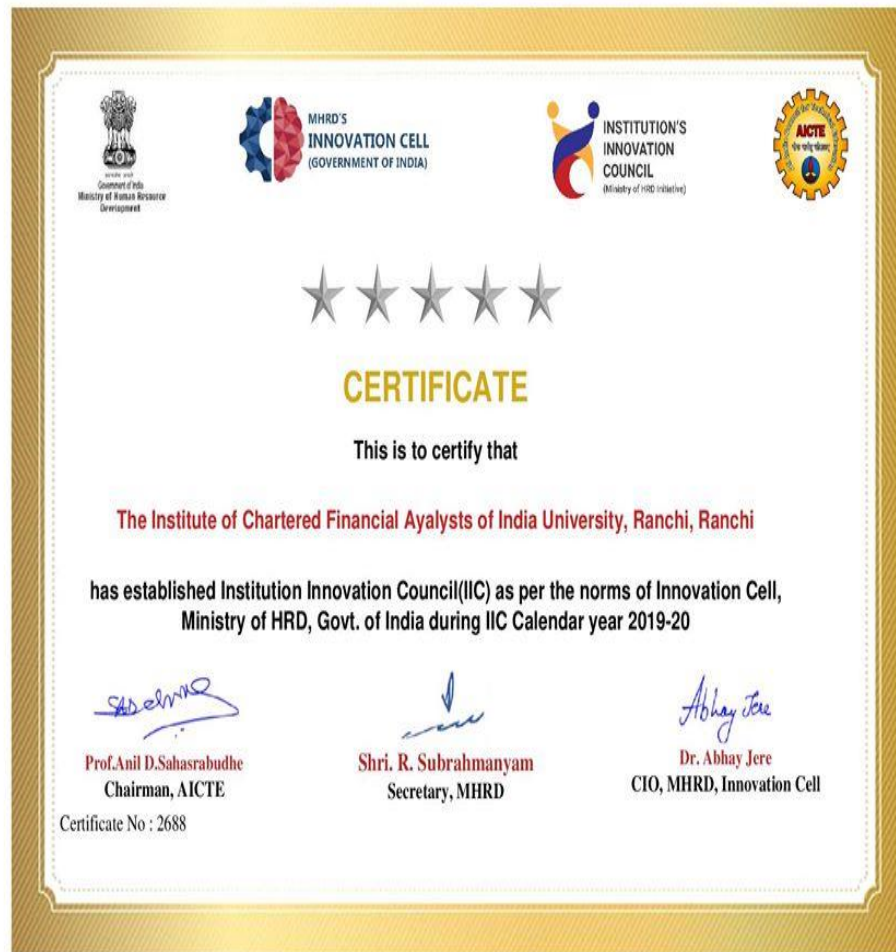 Government of India
Ministry of Human Resource
Development
MHRD'S
INNOVATION CELL
(GOVERNMENT OF INDIA)
INSTITUTION'S
INNOVATION
COUNCIL
(Ministry of HRD Initiative)
AICTE
CERTIFICATE
This is to certify that
The Institute of Chartered Financial Ayalysts of India University, Ranchi, Ranchi
has established Institution Innovation Council(IIC) as per the norms of Innovation Cell,
Ministry of HRD, Govt. of India during IIC Calendar year 2019-20
Abhay Jere
Prof.Anil D.Sahasrabudhe
Chairman, AICTE
Shri. R. Subrahmanyam
Secretary, MHRD
Dr. Abhay Jere
CIO, MHRD, Innovation Cell
Certificate No : 2688